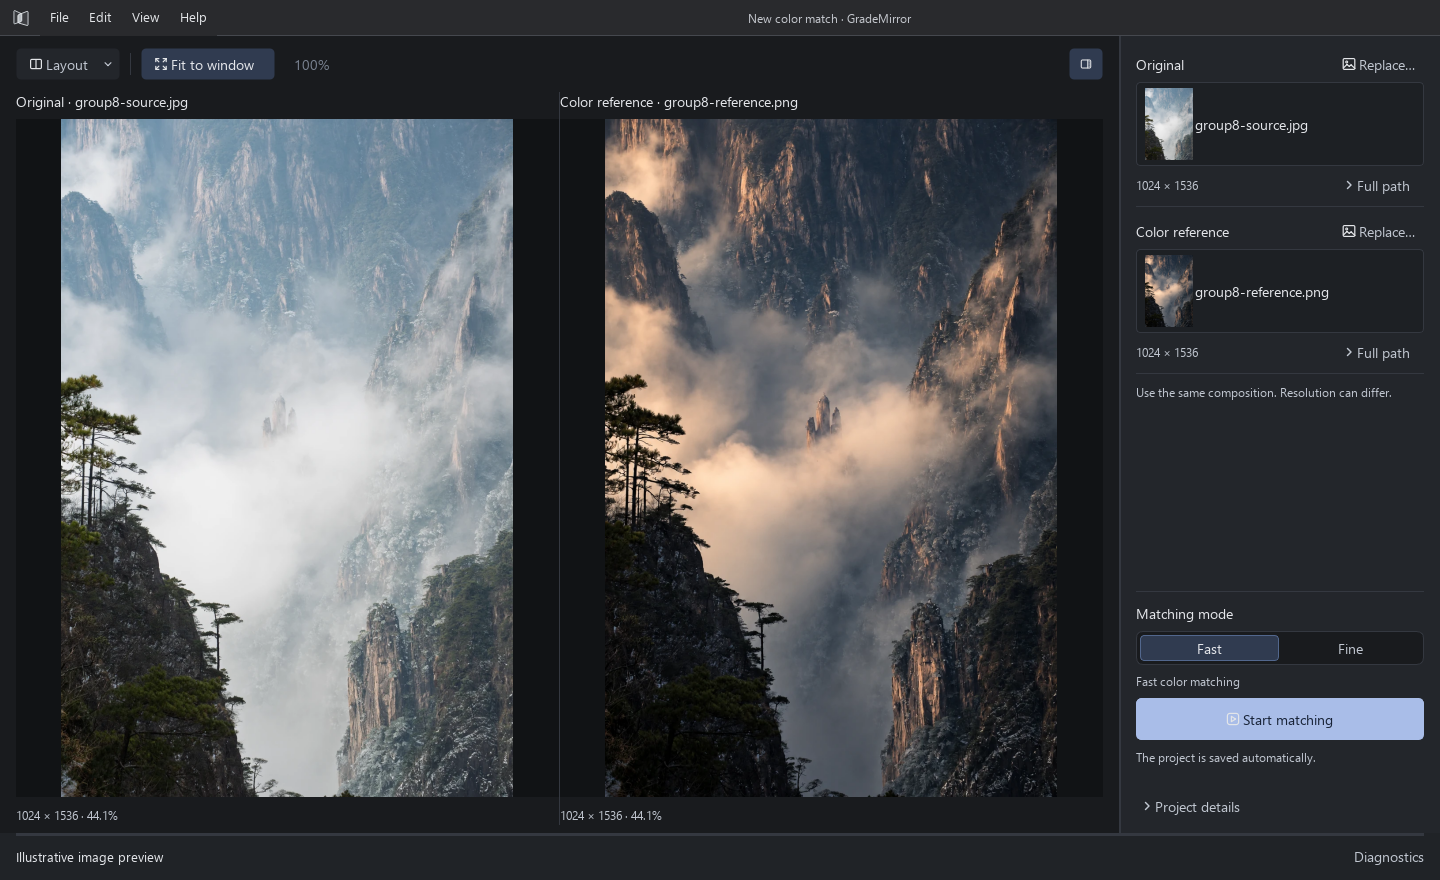 File Edit View Help
New color match · GradeMirror
Layout
Fit to window
100%
Original · group8-source.jpg
Color reference · group8-reference.png
1024 × 1536 · 44.1%
1024 × 1536 · 44.1%
Original
Replace...
group8-source.jpg
1024 × 1536
Full path
Color reference
Replace...
group8-reference.png
1024 × 1536
Full path
Use the same composition. Resolution can differ.
Matching mode
Fast
Fine
Fast color matching
Start matching
The project is saved automatically.
Project details
Illustrative image preview
Diagnostics